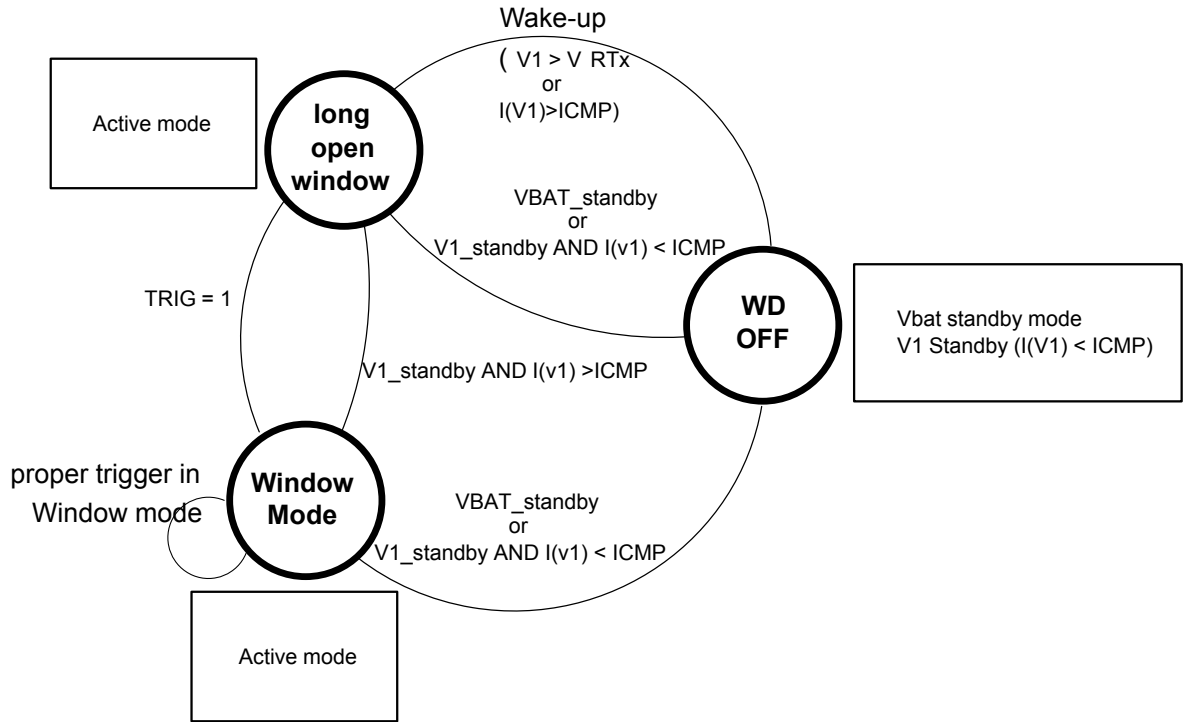 Wake-up
( V1 > V RTx
or
I(V1)>ICMP)
Active mode
long
open
window
VBAT_standby
or
V1_standby AND I(v1) < ICMP
WD
OFF
Vbat standby mode
V1 Standby (I(V1) < ICMP)
TRIG = 1
V1_standby AND I(v1) >ICMP
proper trigger in
Window mode
Window
Mode
VBAT_standby
or
V1_standby AND I(v1) < ICMP
Active mode